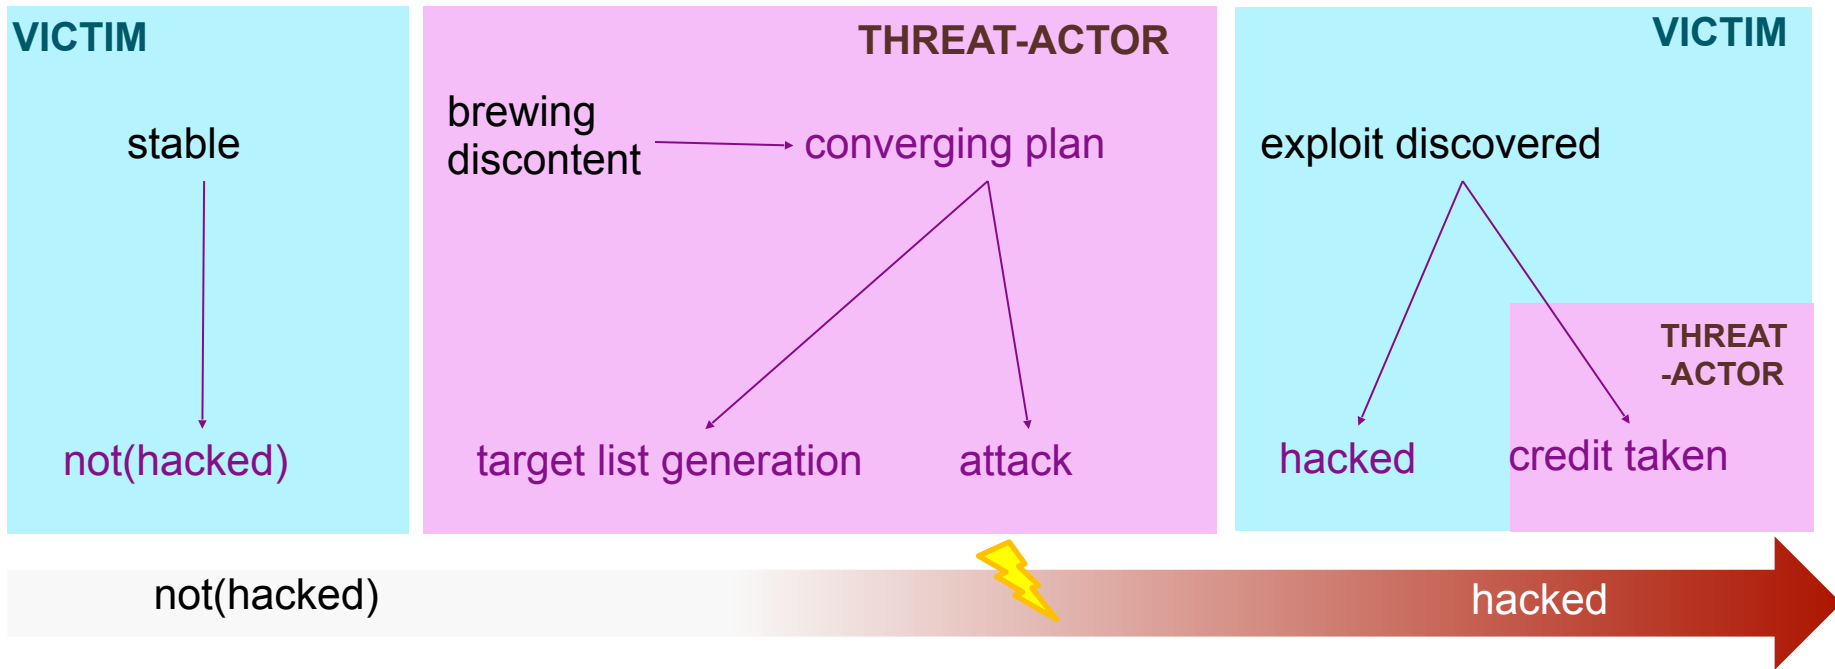 VICTIM
stable
not(hacked)
THREAT-ACTOR
brewing
discontent
converging plan
target list generation
attack
VICTIM
exploit discovered
THREAT
-ACTOR
hacked
credit taken
not(hacked)
hacked